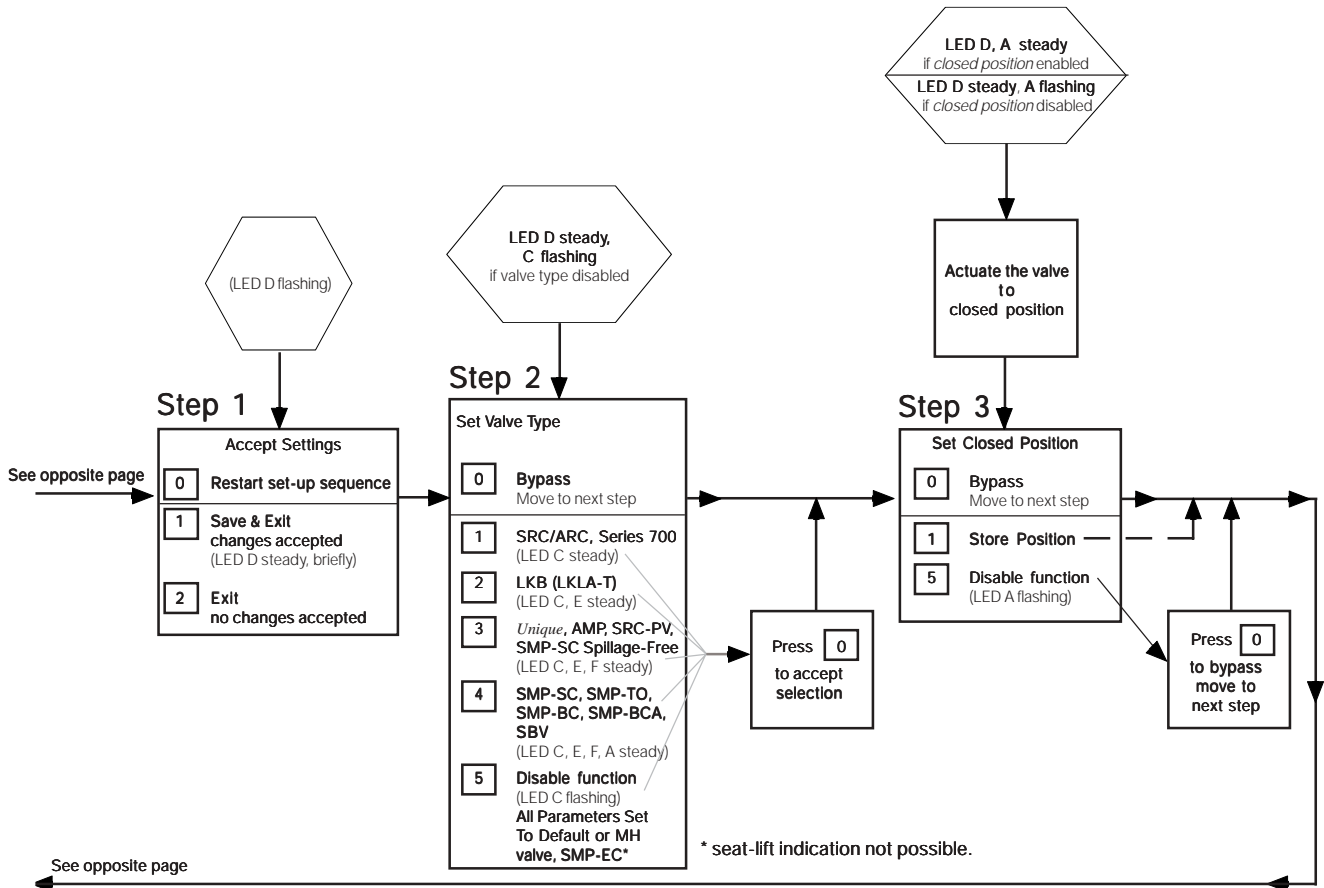 LED D, A steady
if closed position enabled
LED D steady, A flashing
if closed position disabled
LED D steady,
C flashing
if valve type disabled
(LED D flashing)
Actuate the valve
to
closed position
Step 1
Accept Settings
See opposite page
0 Restart set-up sequence
1 Save & Exit
changes accepted
(LED D steady, briefly)
2 Exit
no changes accepted
Step 2
Set Valve Type
0 Bypass
Move to next step
1 SRC/ARC, Series 700
(LED C steady)
2 LKB (LKLA-T)
(LED C, E steady)
3 Unique, AMP, SRC-PV,
SMP-SC Spillage-Free
(LED C, E, F steady)
4 SMP-SC, SMP-TO,
SMP-BC, SMP-BCA,
SBV
(LED C, E, F, A steady)
5 Disable function
(LED C flashing)
All Parameters Set
To Default or MH
valve, SMP-EC*
Press 0
to accept
selection
Step 3
Set Closed Position
0 Bypass
Move to next step
1 Store Position
5 Disable function
(LED A flashing)
Press 0
to bypass
move to
next step
* seat-lift indication not possible.
See opposite page